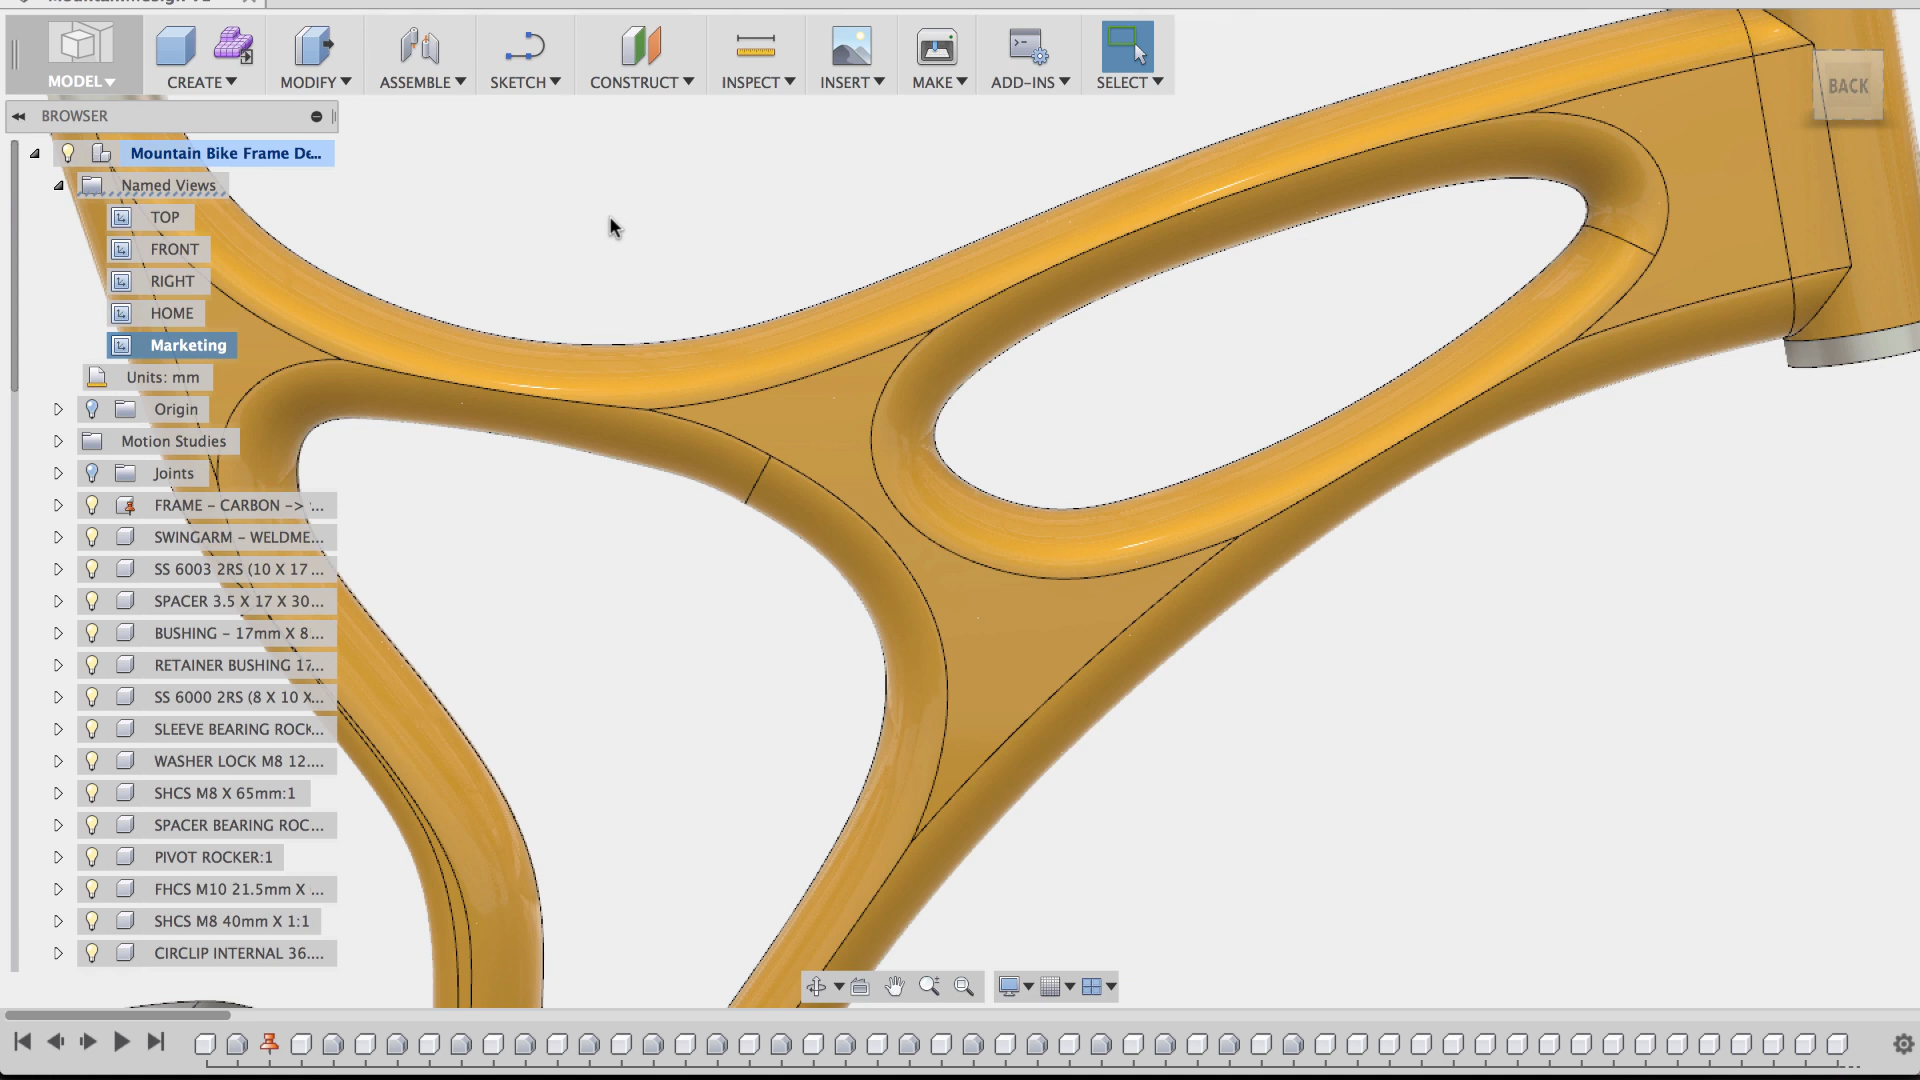 MODEL
CREATE
MODIFY
ASSEMBLE
SKETCH
CONSTRUCT
INSPECT
INSERT
MAKE
ADD-INS
SELECT
BACK
BROWSER
Mountain Bike Frame De...
Named Views
TOP
FRONT
RIGHT
HOME
Marketing
Units: mm
Origin
Motion Studies
Joints
FRAME - CARBON -> ...
SWINGARM - WELDME...
SS 6003 2RS (10 X 17 ...
SPACER 3.5 X 17 X 30...
BUSHING - 17mm X 8...
RETAINER BUSHING 17...
SS 6000 2RS (8 X 10 X...
SLEEVE BEARING ROCK...
WASHER LOCK M8 12....
SHCS M8 X 65mm:1
SPACER BEARING ROC...
PIVOT ROCKER:1
FHCS M10 21.5mm X ...
SHCS M8 40mm X 1:1
CIRCLIP INTERNAL 36....